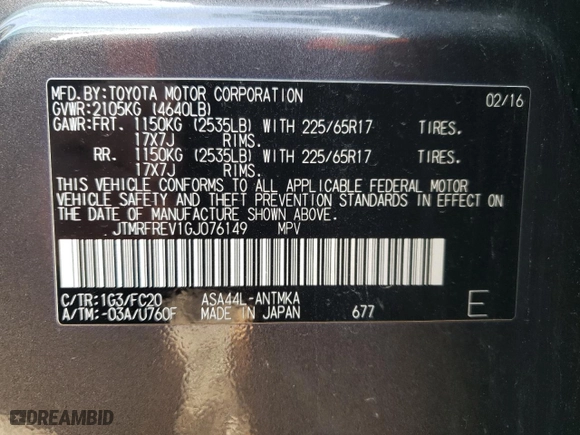 MFD.BY:TOYOTA MOTOR CORPORATION 02/16
GVWR:2105KG (4640LB)
GAWR:FRT. 1150KG (2535LB) WITH 225/65R17 TIRES.
17X7J RIMS.
RR. 1150KG (2535LB) WITH 225/65R17 TIRES.
17X7J RIMS.
THIS VEHICLE CONFORMS TO ALL APPLICABLE FEDERAL MOTOR
VEHICLE SAFETY AND THEFT PREVENTION STANDARDS IN EFFECT ON
THE DATE OF MANUFACTURE SHOWN ABOVE.
JTMRFREV1GJ076149 MPV
C/TR:1G3/FC20 ASA44L-ANTMKA
A/TM:-03A/U760F MADE IN JAPAN 677 E
DREAMBID